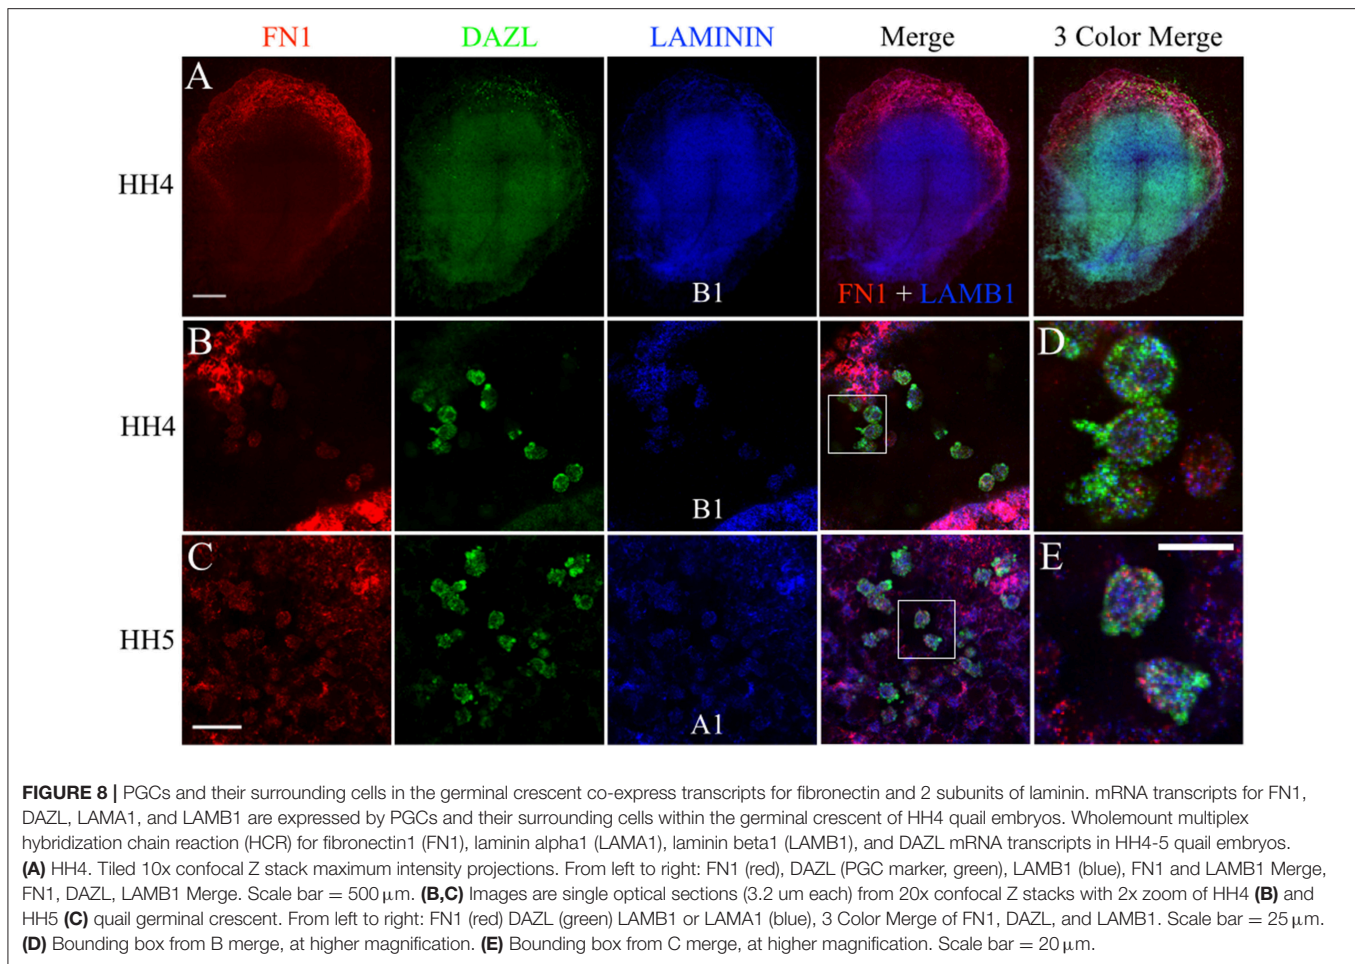 FN1 DAZL LAMININ Merge 3 Color Merge
A
HH4
B1
FN1 + LAMB1
B
D
HH4
B1
C
E
HH5
A1
FIGURE 8 | PGCs and their surrounding cells in the germinal crescent co-express transcripts for fibronectin and 2 subunits of laminin. mRNA transcripts for FN1,
DAZL, LAMA1, and LAMB1 are expressed by PGCs and their surrounding cells within the germinal crescent of HH4 quail embryos. Wholemount multiplex
hybridization chain reaction (HCR) for fibronectin1 (FN1), laminin alpha1 (LAMA1), laminin beta1 (LAMB1), and DAZL mRNA transcripts in HH4-5 quail embryos.
(A) HH4. Tiled 10x confocal Z stack maximum intensity projections. From left to right: FN1 (red), DAZL (PGC marker, green), LAMB1 (blue), FN1 and LAMB1 Merge,
FN1, DAZL, LAMB1 Merge. Scale bar = 500 μm. (B,C) Images are single optical sections (3.2 um each) from 20x confocal Z stacks with 2x zoom of HH4 (B) and
HH5 (C) quail germinal crescent. From left to right: FN1 (red) DAZL (green) LAMB1 or LAMA1 (blue), 3 Color Merge of FN1, DAZL, and LAMB1. Scale bar = 25 μm.
(D) Bounding box from B merge, at higher magnification. (E) Bounding box from C merge, at higher magnification. Scale bar = 20 μm.